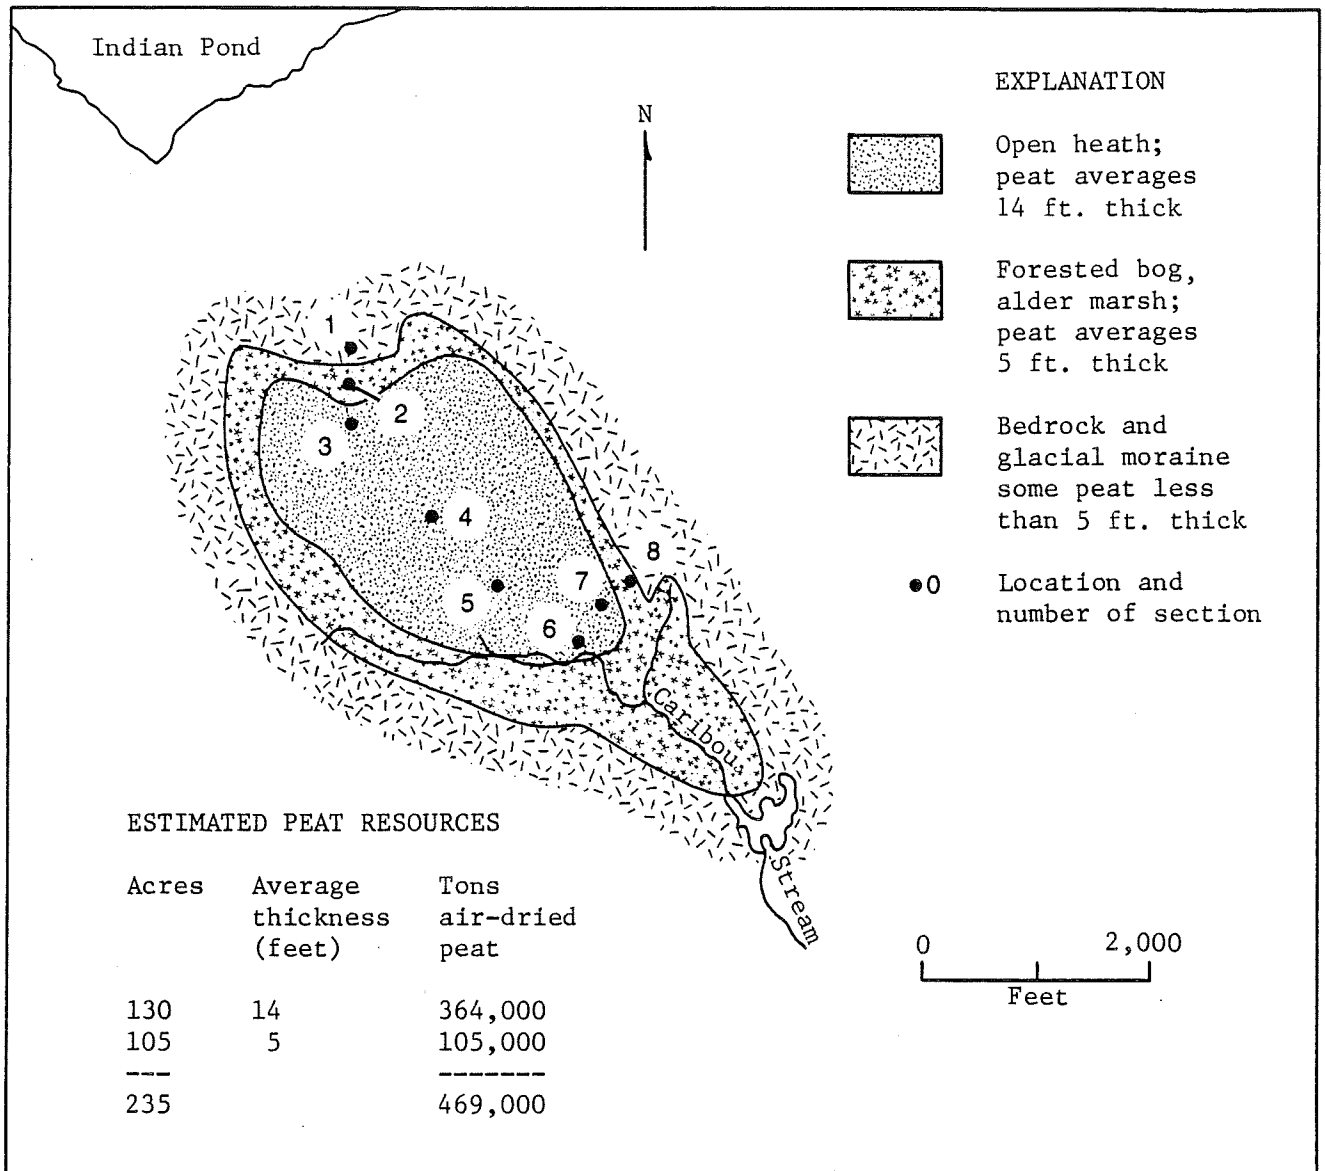 Indian Pond
N
EXPLANATION
Open heath;
peat averages
14 ft. thick
Forested bog,
alder marsh;
peat averages
5 ft. thick
Bedrock and
glacial moraine
some peat less
than 5 ft. thick
0 Location and
number of section
1
2
3
4
5
6
7
8
Caribou
Stream
ESTIMATED PEAT RESOURCES
Acres Average Tons
thickness air-dried
(feet) peat
130 14 364,000
105 5 105,000
--- -------
235 469,000
0 2,000
Feet